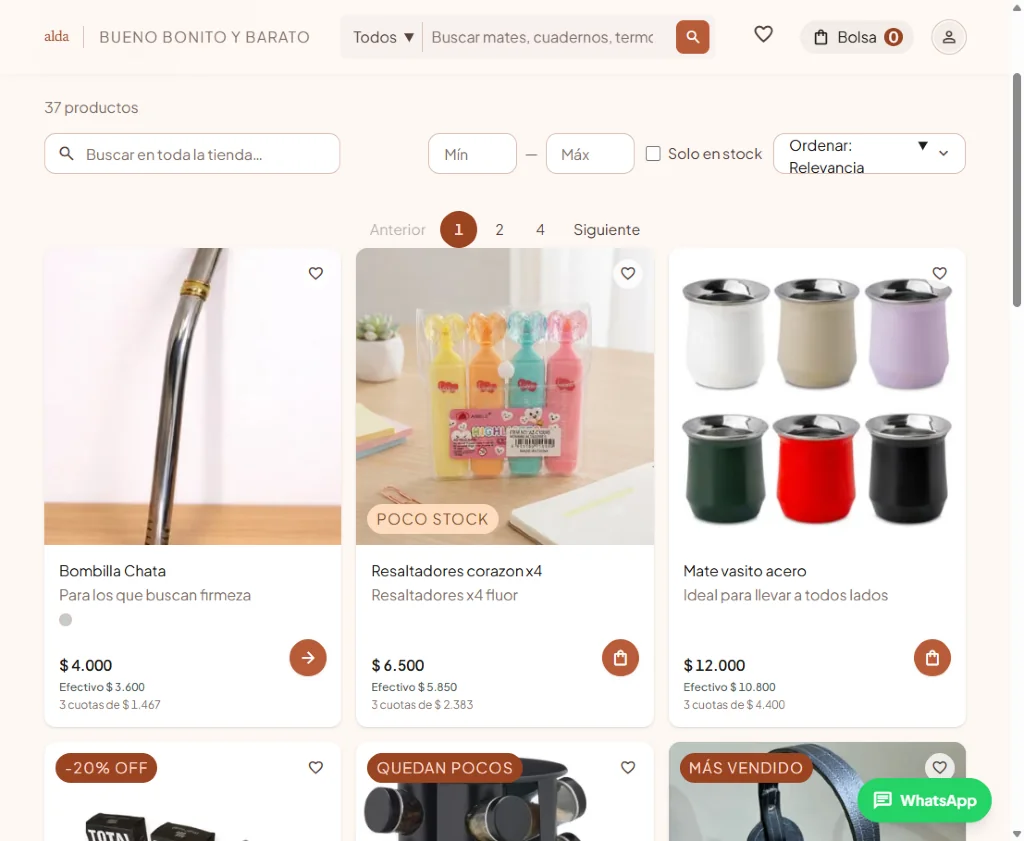 alda
BUENO BONITO Y BARATO
Todos ▼
Buscar mates, cuadernos, termo
Bolsa 0
37 productos
Buscar en toda la tienda...
Mín — Máx
Solo en stock
Ordenar: ▼
Relevancia
Anterior 1 2 4 Siguiente
POCO STOCK
Bombilla Chata
Para los que buscan firmeza
$ 4.000
Efectivo $ 3.600
3 cuotas de $ 1.467
Resaltadores corazon x4
Resaltadores x4 fluor
$ 6.500
Efectivo $ 5.850
3 cuotas de $ 2.383
Mate vasito acero
Ideal para llevar a todos lados
$ 12.000
Efectivo $ 10.800
3 cuotas de $ 4.400
-20% OFF
QUEDAN POCOS
MÁS VENDIDO
TOTAL
WhatsApp